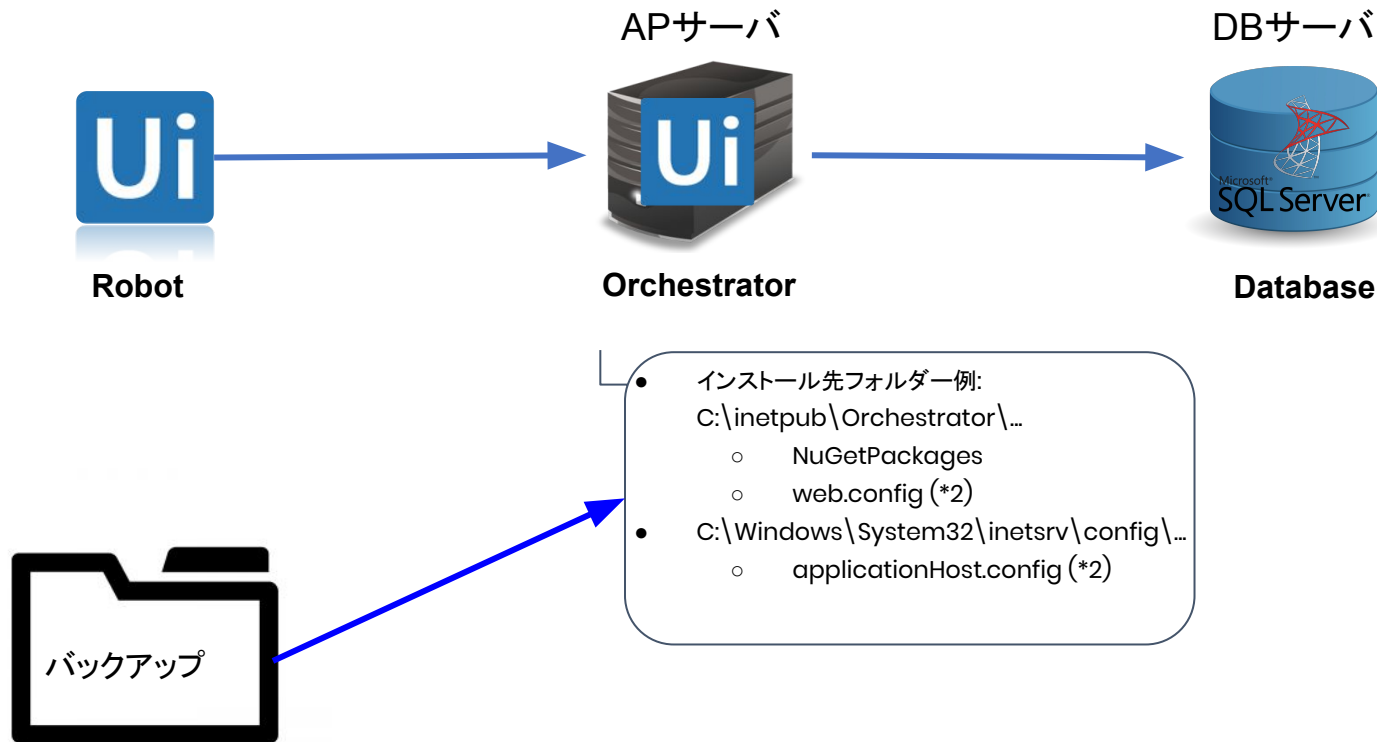 APサーバ
DBサーバ
Ui
Ui
Microsoft®
SQL Server®
Robot
Orchestrator
Database
● インストール先フォルダー例:
C:\inetpub\Orchestrator\...
○ NuGetPackages
○ web.config (*2)
● C:\Windows\System32\inetsrv\config\...
○ applicationHost.config (*2)
バックアップ